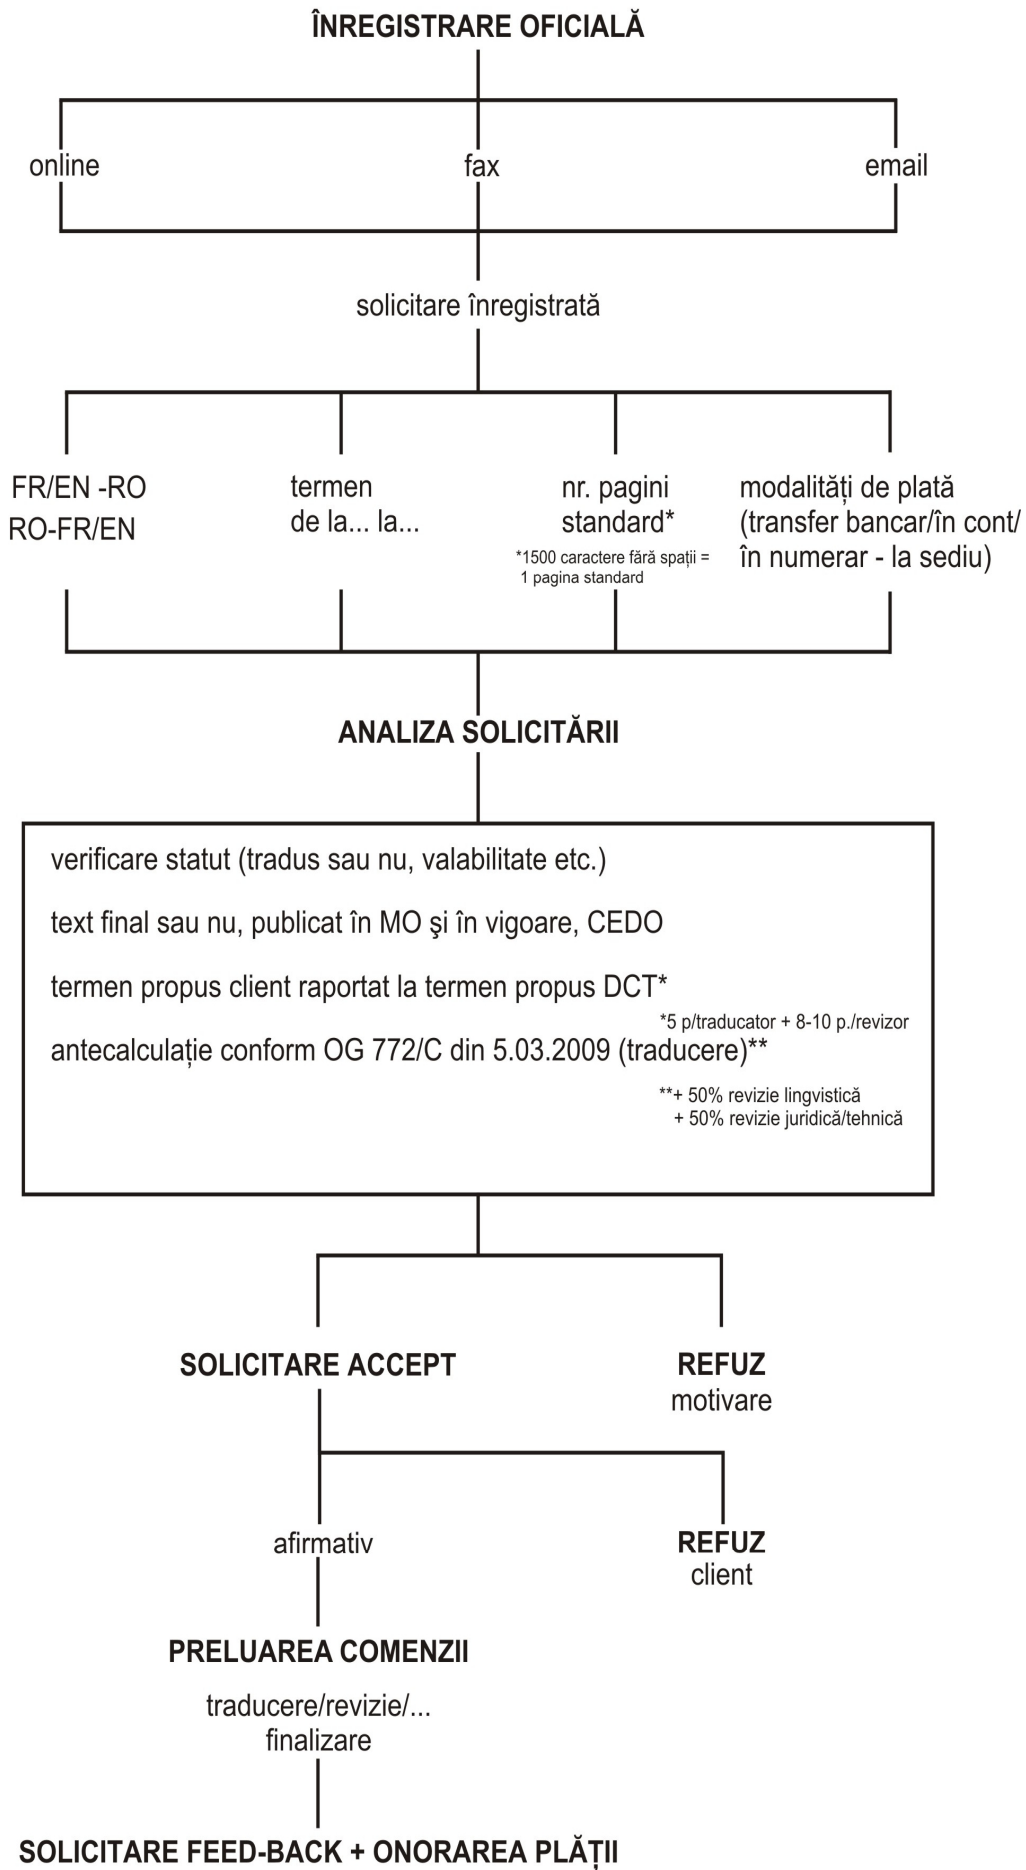 ÎNREGISTRARE OFICIALĂ
online
fax
email
solicitare înregistrată
FR/EN -RO
RO-FR/EN
termen
de la... la...
nr. pagini
standard*
*1500 caractere fără spații =
1 pagina standard
modalități de plată
(transfer bancar/în cont/
în numerar - la sediu)
ANALIZA SOLICITĂRII
verificare statut (tradus sau nu, valabilitate etc.)
text final sau nu, publicat în MO şi în vigoare, CEDO
termen propus client raportat la termen propus DCT*
*5 p/traducator + 8-10 p./revizor
antecalculație conform OG 772/C din 5.03.2009 (traducere)**
**+ 50% revizie lingvistică
+ 50% revizie juridică/tehnică
SOLICITARE ACCEPT
REFUZ
motivare
afirmativ
REFUZ
client
PRELUAREA COMENZII
traducere/revizie/...
finalizare
SOLICITARE FEED-BACK + ONORAREA PLĂȚII